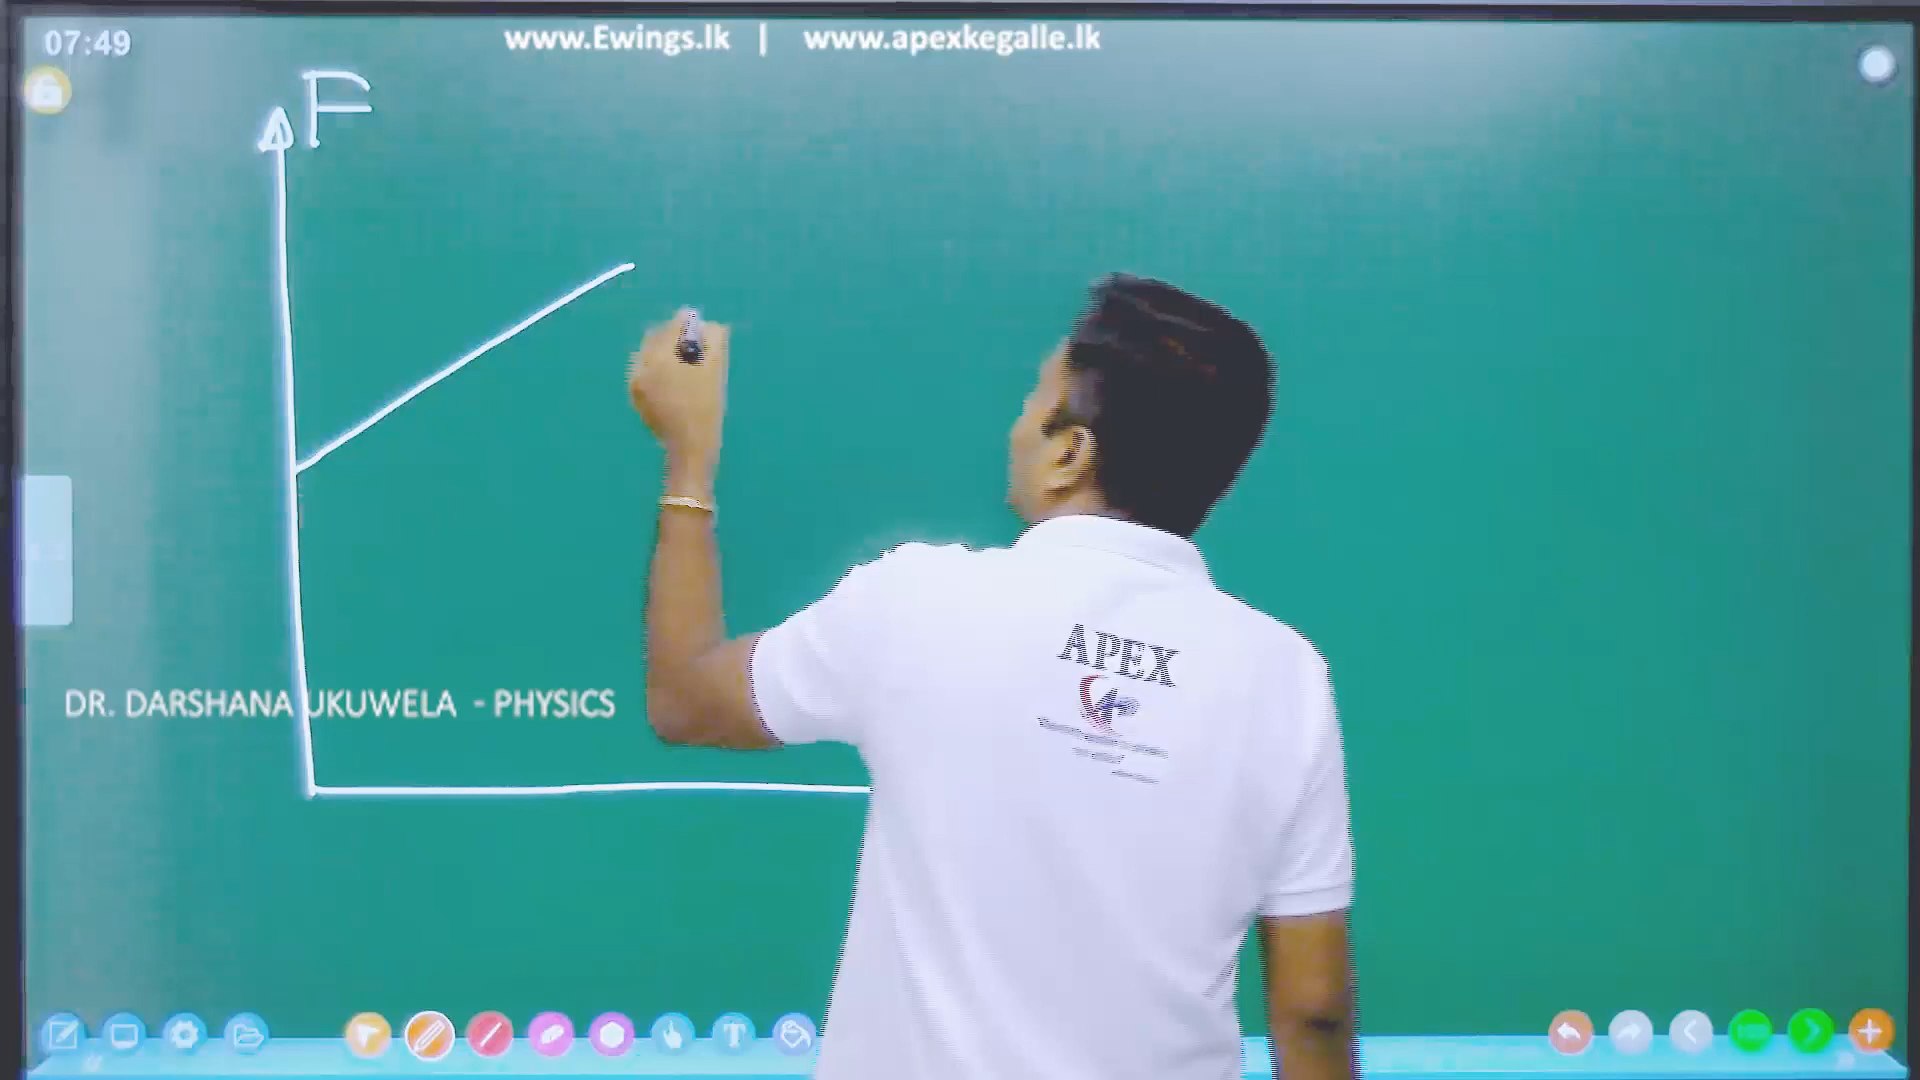 07:49
www.Ewings.lk | www.apexkegalle.lk
F
DR. DARSHANA UKUWELA - PHYSICS
APEX